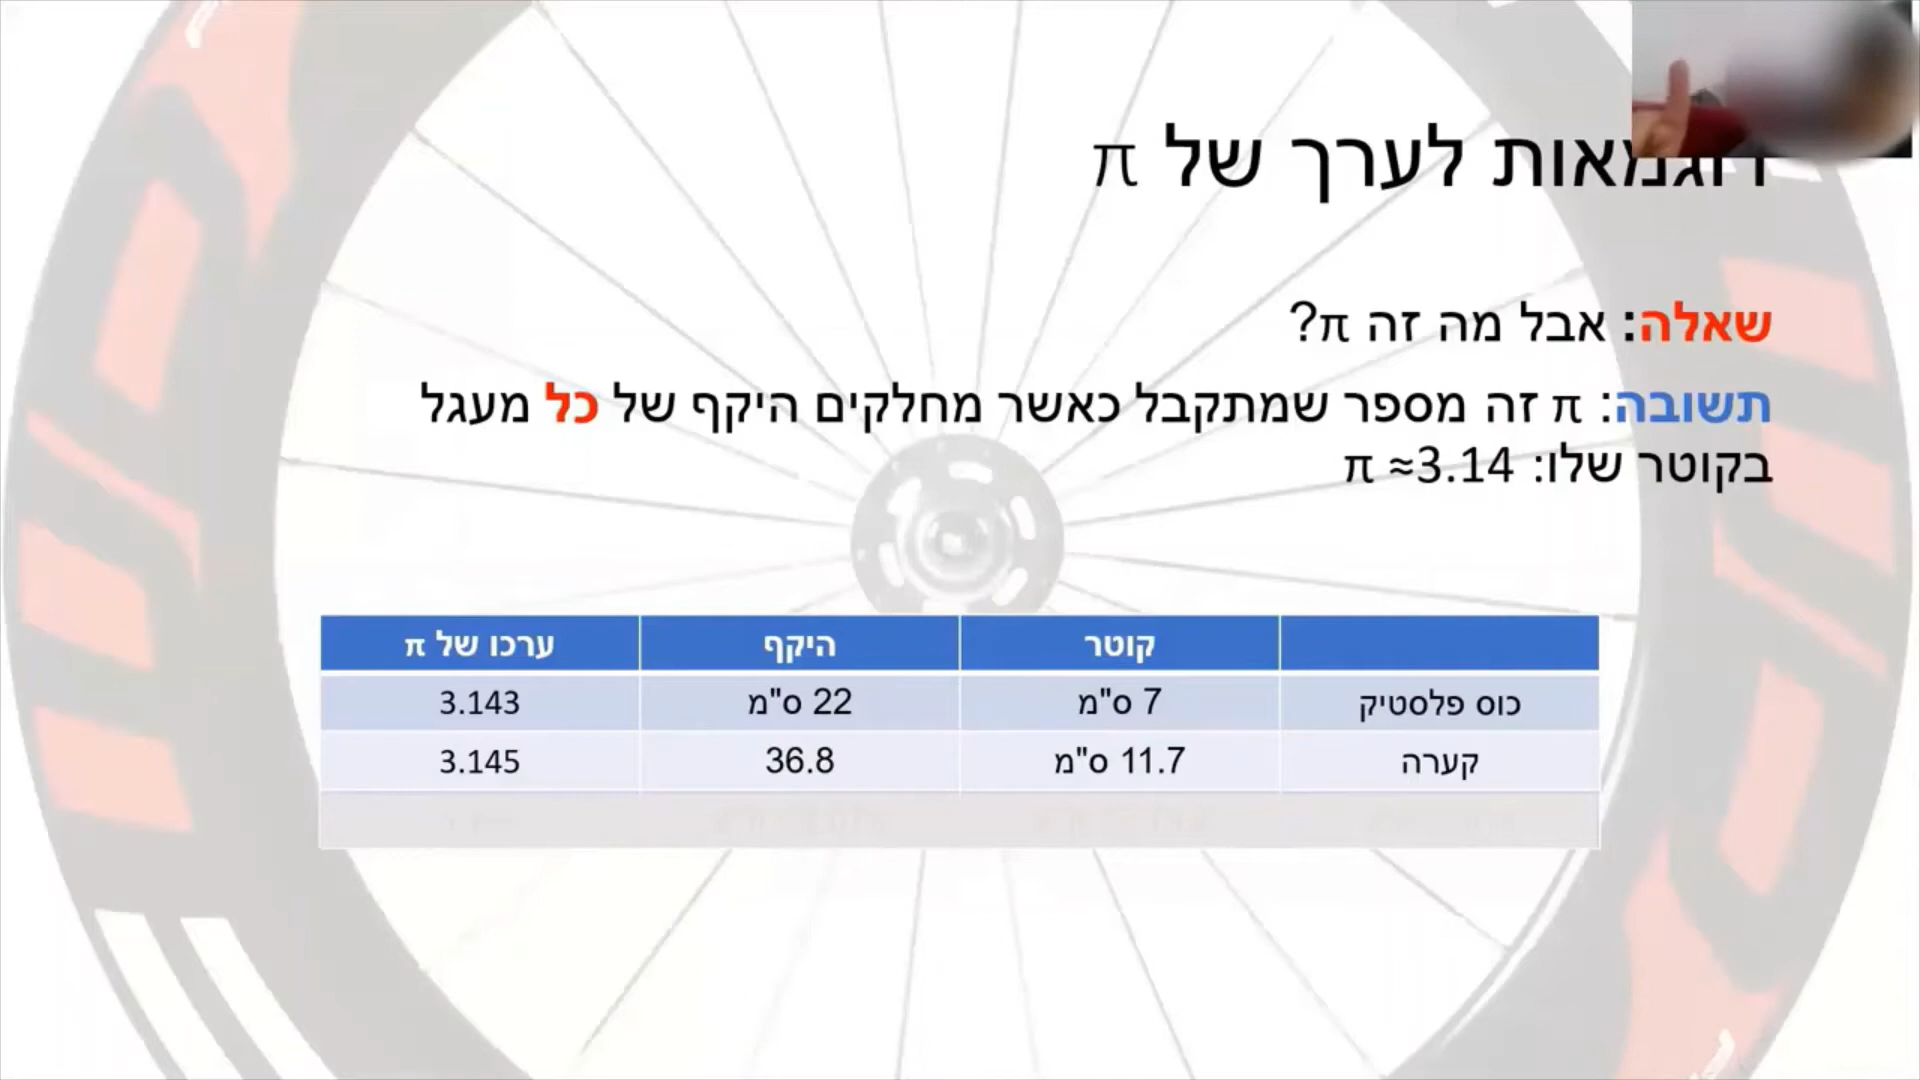 דוגמאות לערך של π
שאלה: אבל מה זה π?
תשובה: π זה מספר שמתקבל כאשר מחלקים היקף של כל מעגל
בקוטר שלו: π ≈3.14
קוטר היקף ערכו של π
כוס פלסטיק 7 ס"מ 22 ס"מ 3.143
קערה 11.7 ס"מ 36.8 3.145